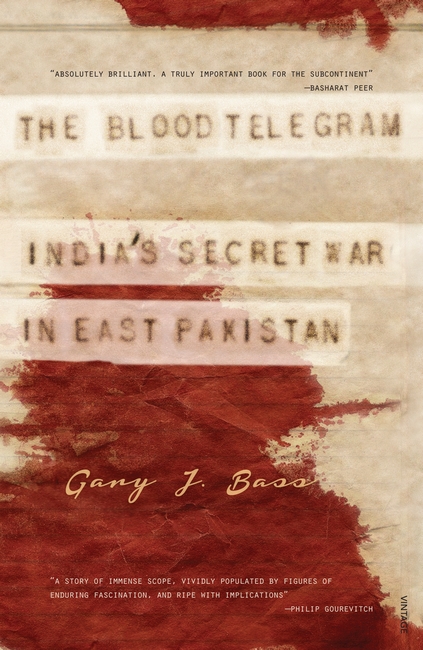 "ABSOLUTELY BRILLIANT. A TRULY IMPORTANT BOOK FOR THE SUBCONTINENT"
—BASHARAT PEER
THE BLOOD TELEGRAM
INDIA'S SECRET WAR
IN EAST PAKISTAN
Gary J. Bass
"A STORY OF IMMENSE SCOPE, VIVIDLY POPULATED BY FIGURES OF
ENDURING FASCINATION, AND RIPE WITH IMPLICATIONS"
—PHILIP GOUREVITCH
VINTAGE